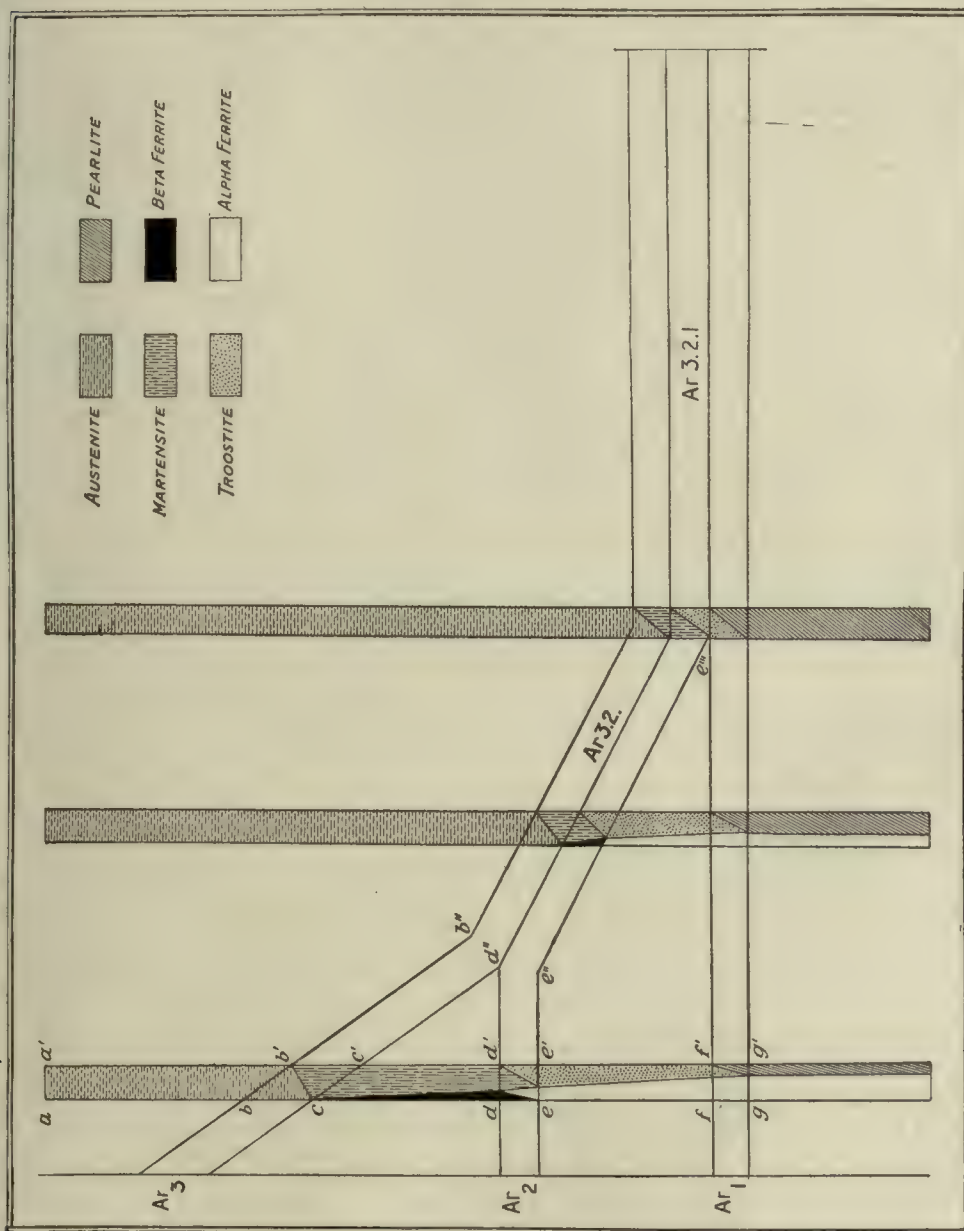 AUSTENITE
PEARLITE
MARTENSITE
BETA FERRITE
TROOSTITE
ALPHA FERRITE
a
a'
b
b'
b"
c
c'
d
d'
d"
e
e'
e"
e'''
f
f'
g
g'
Ar3
Ar2
Ar1
Ar 3.2.
Ar 3.2.1